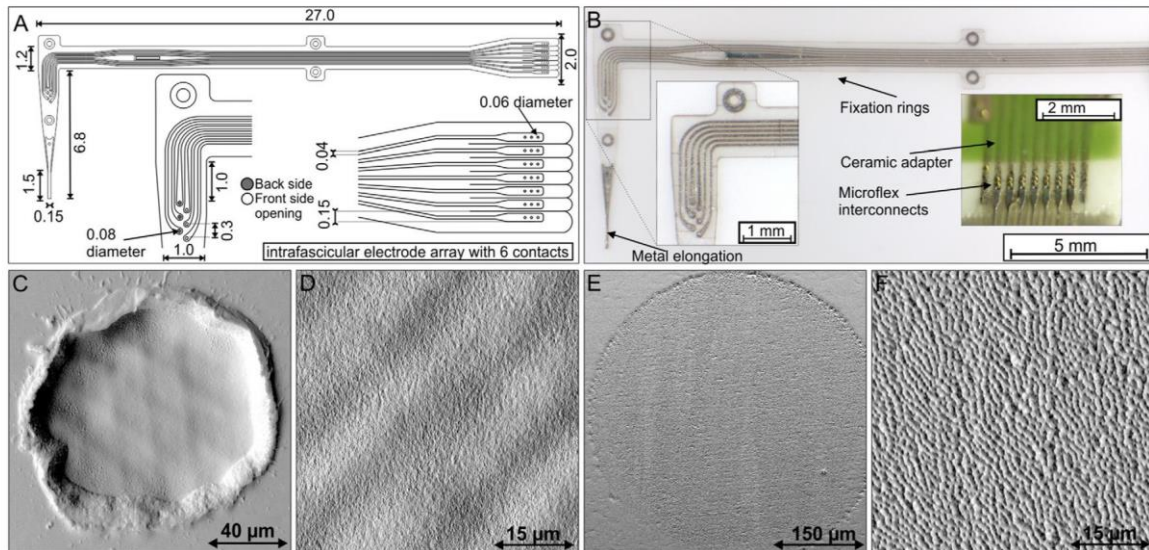 A
27.0
1.2
2.0
6.8
1.5
0.15
0.06 diameter
0.04
0.15
1.0
0.3
1.0
Back side
Front side
opening
0.08
diameter
intrafascicular electrode array with 6 contacts
B
Fixation rings
2 mm
Ceramic adapter
Microflex
interconnects
1 mm
Metal elongation
5 mm
C
40 µm
D
15 µm
E
150 µm
F
15 µm